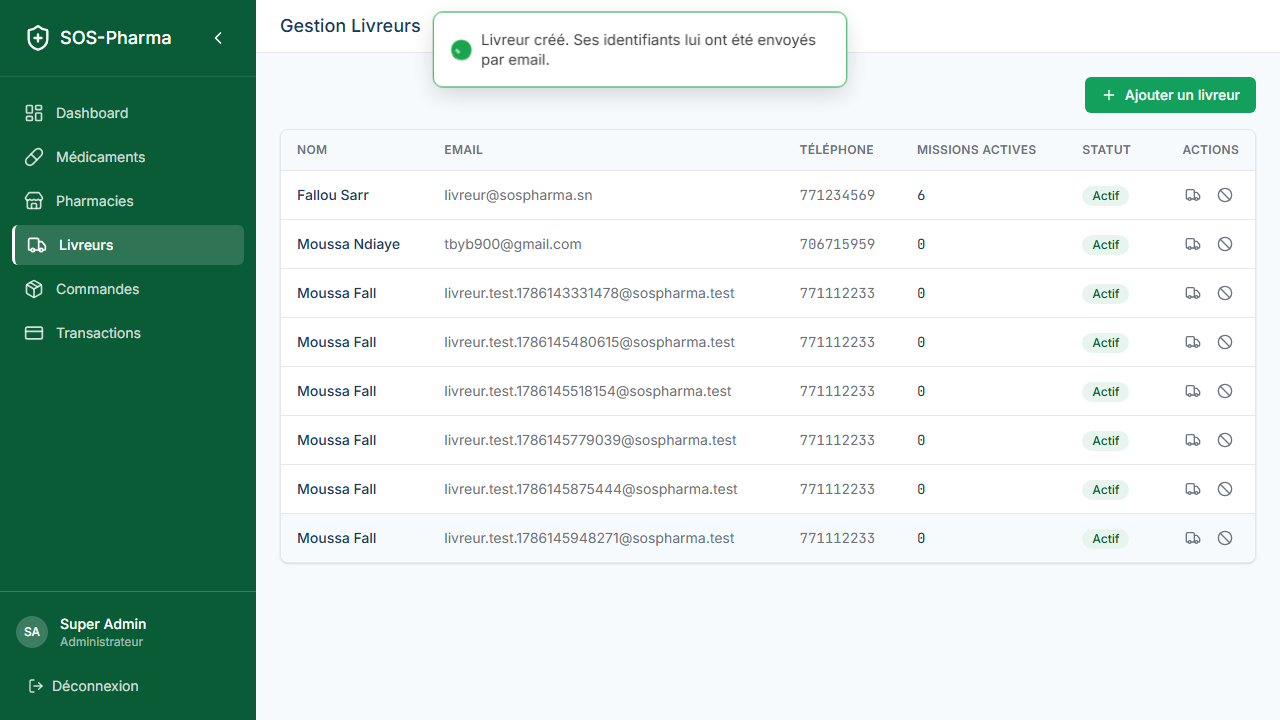 SOS-Pharma
Dashboard
Médicaments
Pharmacies
Livreurs
Commandes
Transactions
SA
Super Admin
Administrateur
Déconnexion
Gestion Livreurs
Livreur créé. Ses identifiants lui ont été envoyés
par email.
Ajouter un livreur
NOM EMAIL TÉLÉPHONE MISSIONS ACTIVES STATUT ACTIONS
Fallou Sarr livreur@sospharma.sn 771234569 6 Actif
Moussa Ndiaye tbyb900@gmail.com 706715959 0 Actif
Moussa Fall livreur.test.1786143331478@sospharma.test 771112233 0 Actif
Moussa Fall livreur.test.1786145480615@sospharma.test 771112233 0 Actif
Moussa Fall livreur.test.1786145518154@sospharma.test 771112233 0 Actif
Moussa Fall livreur.test.1786145779039@sospharma.test 771112233 0 Actif
Moussa Fall livreur.test.1786145875444@sospharma.test 771112233 0 Actif
Moussa Fall livreur.test.1786145948271@sospharma.test 771112233 0 Actif